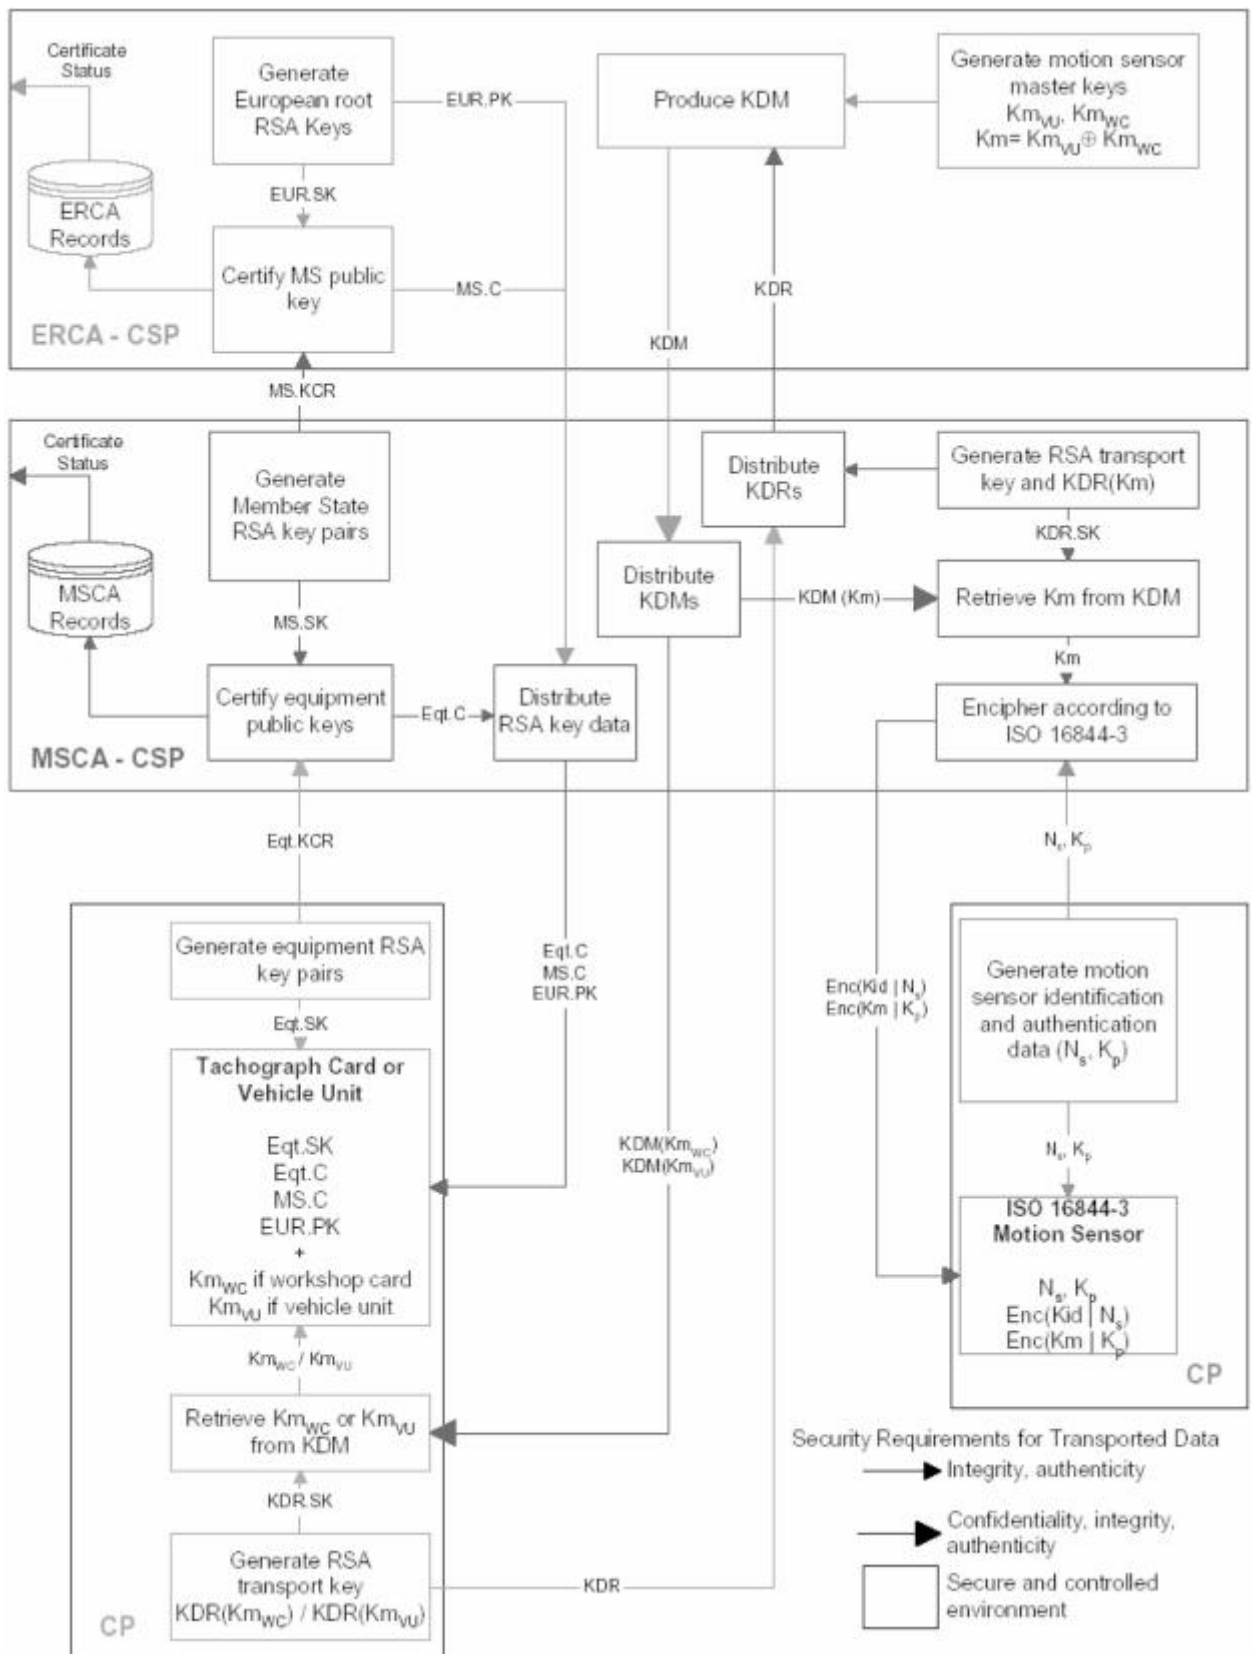 Certificate
Status
Generate
European root
RSA Keys
EUR.PK
Produce KDM
Generate motion sensor
master keys
Km_VU, Km_WC
Km= Km_VU ⊕ Km_WC
EUR.SK
ERCA
Records
Certify MS public
key
MS.C
KDR
ERCA - CSP
KDM
MS.KCR
Certificate
Status
Generate
Member State
RSA key pairs
Distribute
KDRs
Generate RSA transport
key and KDR(Km)
KDR.SK
MSCA
Records
Distribute
KDMs
KDM (Km)
Retrieve Km from KDM
MS.SK
Km
Certify equipment
public keys
Eqt.C
Distribute
RSA key data
Encipher according to
ISO 16844-3
MSCA - CSP
Eqt.KCR
N_s, K_p
Generate equipment RSA
key pairs
Eqt.C
MS.C
EUR.PK
Enc(Kid | N_s)
Enc(Km | K_p)
Generate motion
sensor identification
and authentication
data (N_s, K_p)
Eqt.SK
Tachograph Card or
Vehicle Unit
Eqt.SK
Eqt.C
MS.C
EUR.PK
+
Km_WC if workshop card
Km_VU if vehicle unit
KDM(Km_WC)
KDM(Km_VU)
N_s, K_p
ISO 16844-3
Motion Sensor
N_s, K_p
Enc(Kid | N_s)
Enc(Km | K_p)
CP
Km_WC / Km_VU
Retrieve Km_WC or Km_VU
from KDM
KDR.SK
Generate RSA
transport key
KDR(Km_WC) / KDR(Km_VU)
KDR
CP
Security Requirements for Transported Data
Integrity, authenticity
Confidentiality, integrity,
authenticity
Secure and controlled
environment